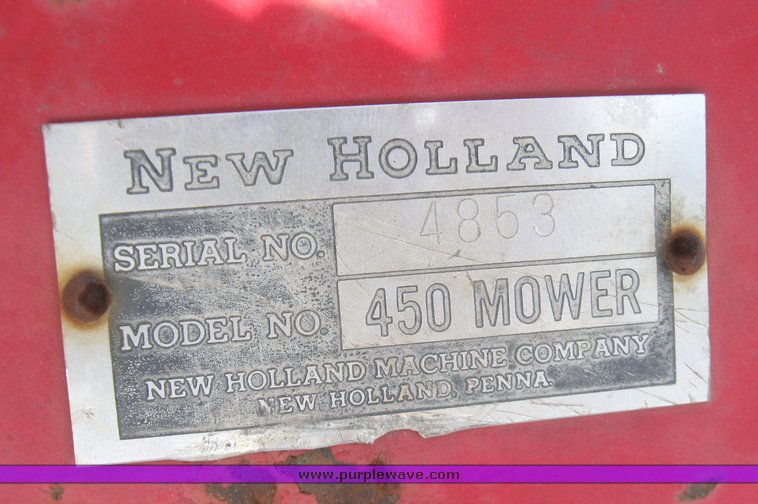 NEW HOLLAND
SERIAL NO. 4853
MODEL NO. 450 MOWER
NEW HOLLAND MACHINE COMPANY
NEW HOLLAND, PENNA.
www.purplewave.com